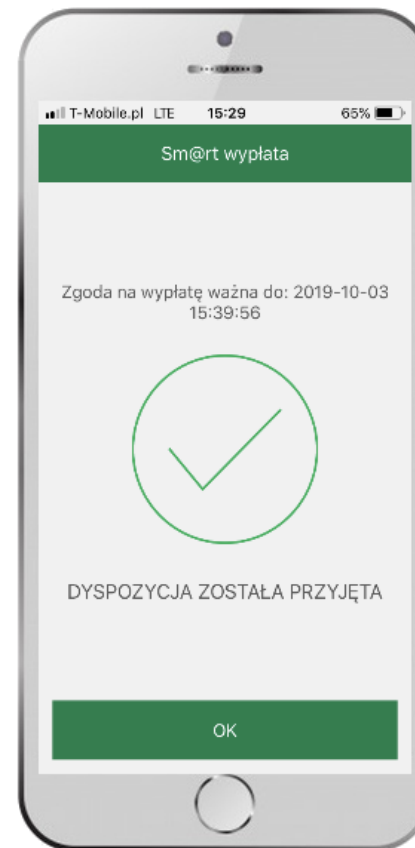 T-Mobile.pl LTE 15:29 65%
Sm@rt wypłata
Zgoda na wypłatę ważna do: 2019-10-03
15:39:56
DYSPOZYCJA ZOSTAŁA PRZYJĘTA
OK